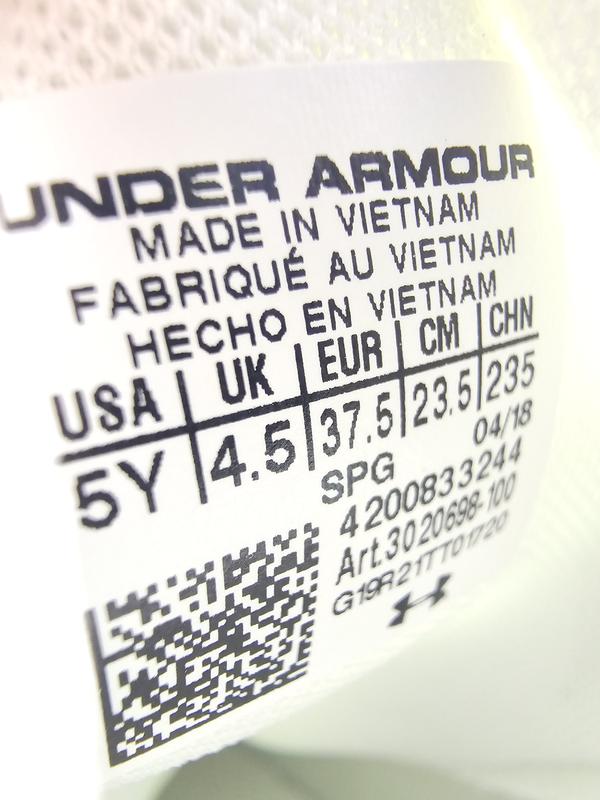 UNDER ARMOUR
MADE IN VIETNAM
FABRIQUÉ AU VIETNAM
HECHO EN VIETNAM
USA UK EUR CM CHN
5Y 4.5 37.5 23.5 235
SPG 04/18
4200833244
Art.3020698-100
G19R21TT01720